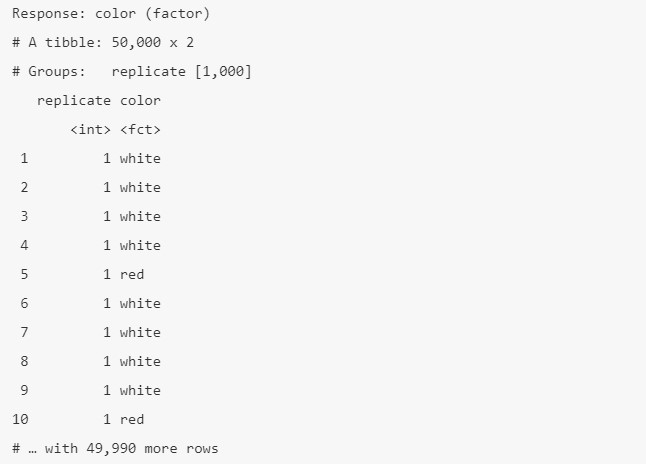 Response: color (factor)
# A tibble: 50,000 x 2
# Groups:   replicate [1,000]
   replicate color
       <int> <fct>
 1         1 white
 2         1 white
 3         1 white
 4         1 white
 5         1 red
 6         1 white
 7         1 white
 8         1 white
 9         1 white
10         1 red
# … with 49,990 more rows